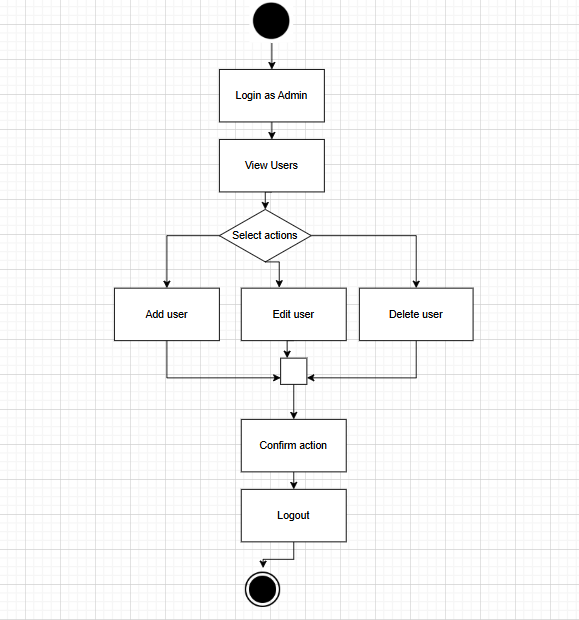 Login as Admin
View Users
Select actions
Add user
Edit user
Delete user
Confirm action
Logout